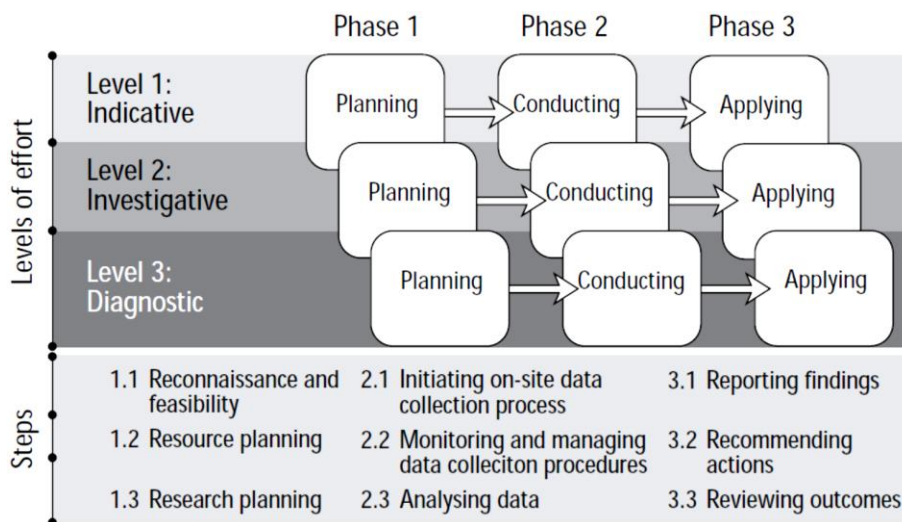 Phase 1 Phase 2 Phase 3
Levels of effort
Level 1:
Indicative
Planning Conducting Applying
Level 2:
Investigative
Planning Conducting Applying
Level 3:
Diagnostic
Planning Conducting Applying
Steps
1.1 Reconnaissance and
feasibility
1.2 Resource planning
1.3 Research planning
2.1 Initiating on-site data
collection process
2.2 Monitoring and managing
data colleciton procedures
2.3 Analysing data
3.1 Reporting findings
3.2 Recommending
actions
3.3 Reviewing outcomes